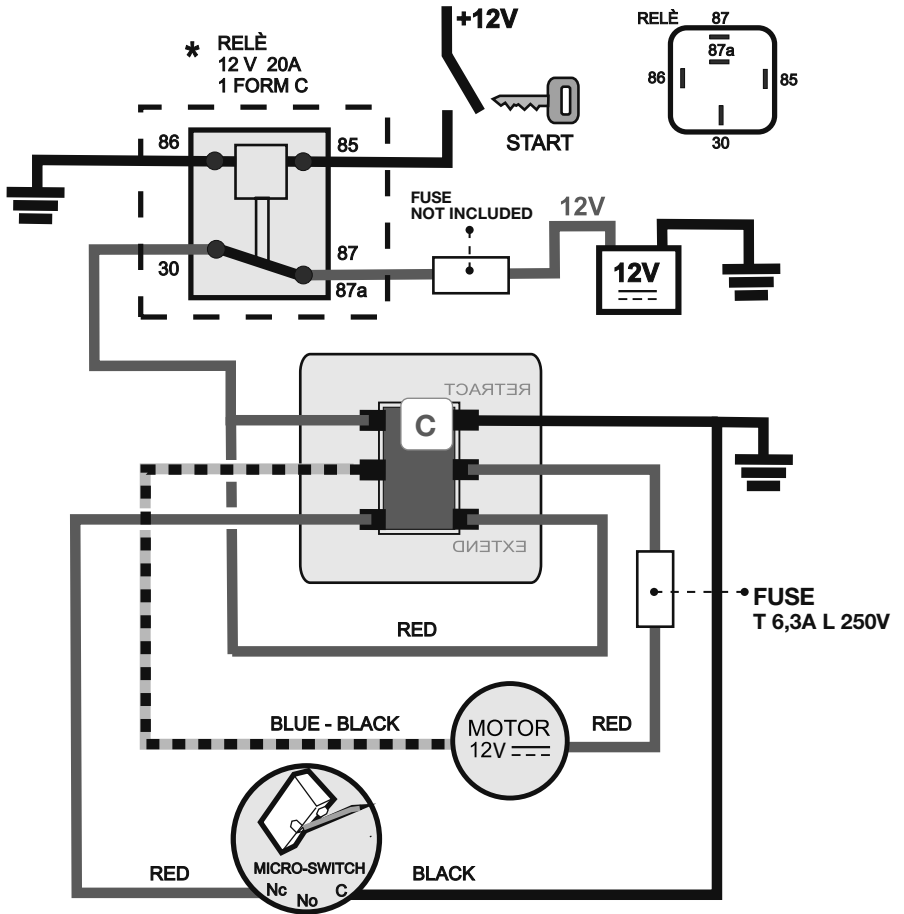 +12V
RELÈ
87
87a
86
85
30
* RELÈ
12 V 20A
1 FORM C
START
86
85
FUSE
NOT INCLUDED
12V
87
30
87a
12V
RETRACT
C
EXTEND
FUSE
T 6,3A L 250V
RED
BLUE - BLACK
MOTOR
12V
RED
MICRO-SWITCH
RED
Nc
No
C
BLACK